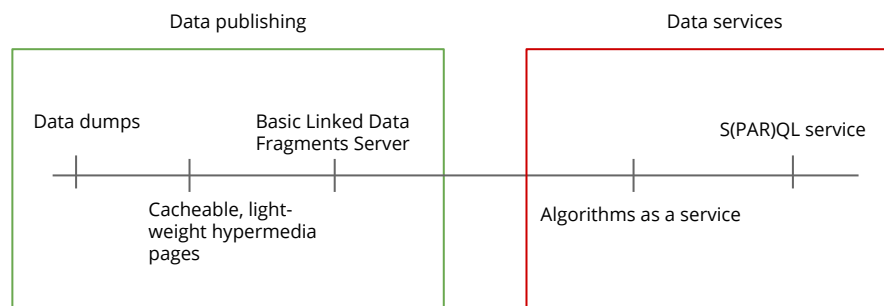 Data publishing
Data services
Data dumps
Basic Linked Data
Fragments Server
S(PAR)QL service
Cacheable, light-
weight hypermedia
pages
Algorithms as a service